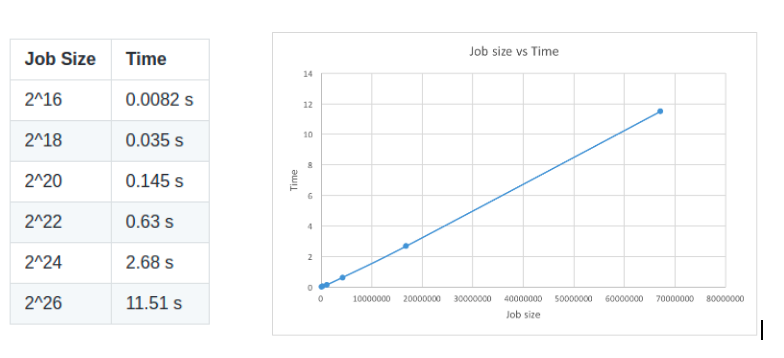 Job Size Time
2^16 0.0082 s
2^18 0.035 s
2^20 0.145 s
2^22 0.63 s
2^24 2.68 s
2^26 11.51 s
Job size vs Time
14
12
10
8
6
4
2
0
Time
0 10000000 20000000 30000000 40000000 50000000 60000000 70000000 80000000
Job size